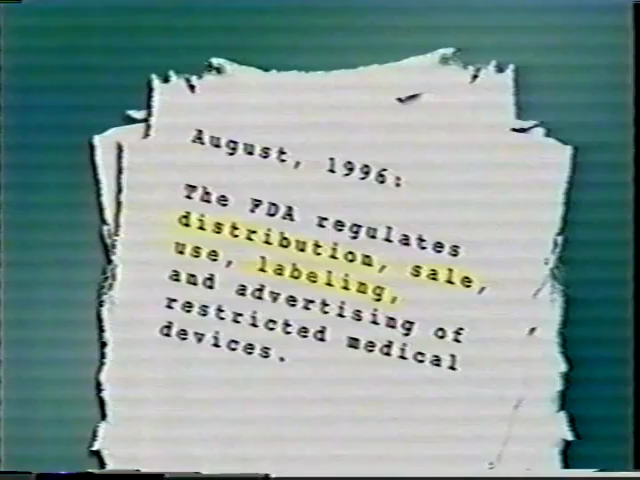 August, 1996:
The FDA regulates
distribution, sale,
use, labeling,
and advertising of
restricted medical
devices.